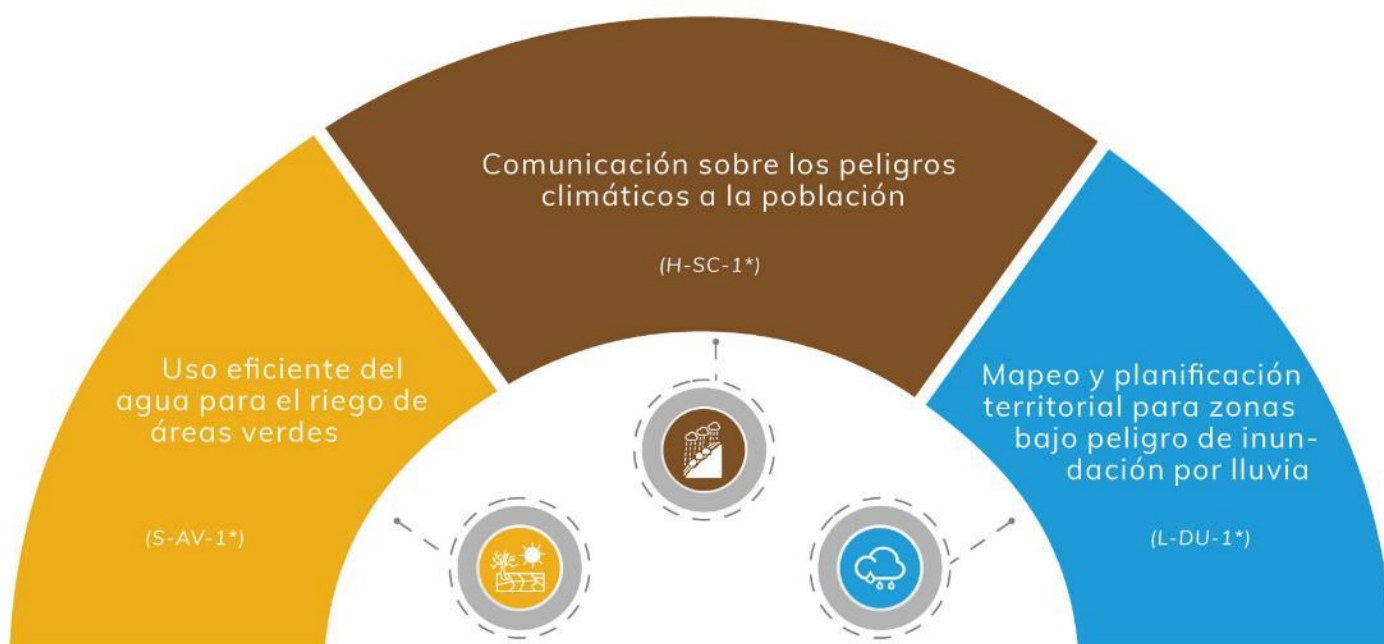 Comunicación sobre los peligros
climáticos a la población
(H-SC-1*)
Uso eficiente del
agua para el riego de
áreas verdes
(S-AV-1*)
Mapeo y planificación
territorial para zonas
bajo peligro de inun-
dación por lluvia
(L-DU-1*)